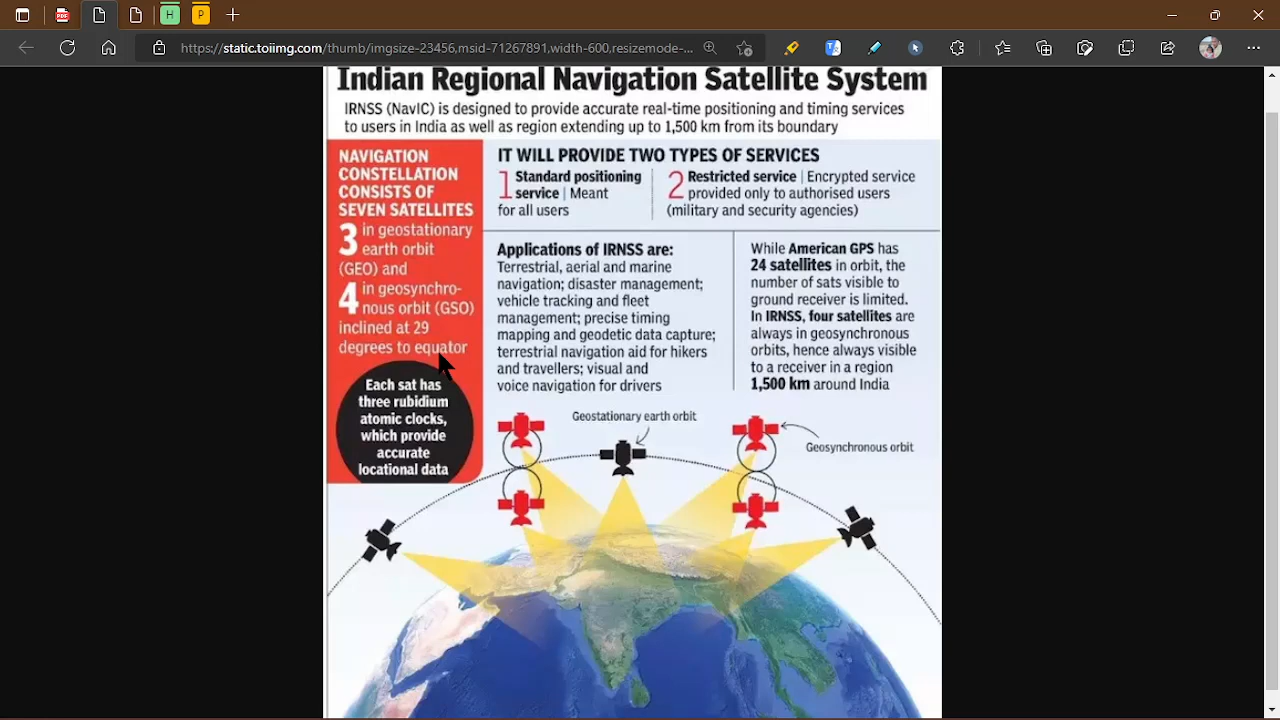 PDF
H
P
https://static.toiimg.com/thumb/imgsize-23456,msid-71267891,width-600,resizemode-...
Indian Regional Navigation Satellite System
IRNSS (NavIC) is designed to provide accurate real-time positioning and timing services
to users in India as well as region extending up to 1,500 km from its boundary
NAVIGATION
CONSTELLATION
CONSISTS OF
SEVEN SATELLITES
3 in geostationary
earth orbit
(GEO) and
4 in geosynchro-
nous orbit (GSO)
inclined at 29
degrees to equator
Each sat has
three rubidium
atomic clocks,
which provide
accurate
locational data
IT WILL PROVIDE TWO TYPES OF SERVICES
1 Standard positioning
service | Meant
for all users
2 Restricted service | Encrypted service
provided only to authorised users
(military and security agencies)
Applications of IRNSS are:
Terrestrial, aerial and marine
navigation; disaster management;
vehicle tracking and fleet
management; precise timing
mapping and geodetic data capture;
terrestrial navigation aid for hikers
and travellers; visual and
voice navigation for drivers
While American GPS has
24 satellites in orbit, the
number of sats visible to
ground receiver is limited.
In IRNSS, four satellites are
always in geosynchronous
orbits, hence always visible
to a receiver in a region
1,500 km around India
Geostationary earth orbit
Geosynchronous orbit